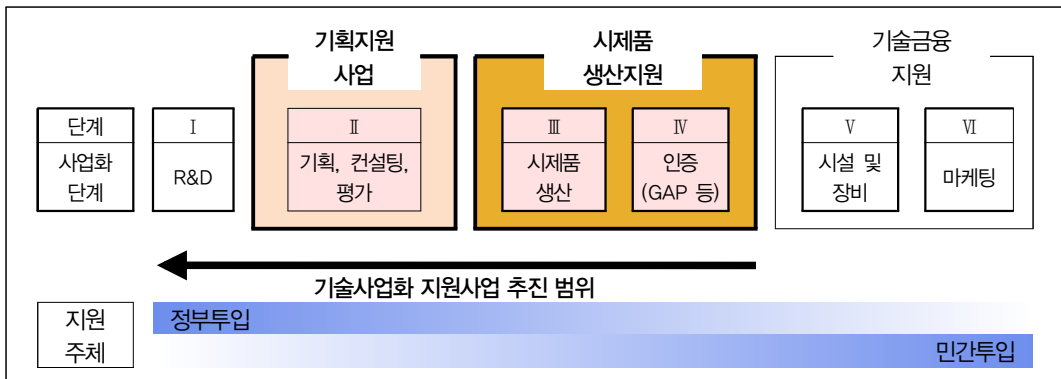 기획지원
사업
시제품
생산지원
기술금융
지원
단계
Ⅰ
Ⅱ
Ⅲ
Ⅳ
Ⅴ
Ⅵ
사업화
단계
R&D
기획, 컨설팅,
평가
시제품
생산
인증
(GAP 등)
시설 및
장비
마케팅
기술사업화 지원사업 추진 범위
지원
주체
정부투입
민간투입